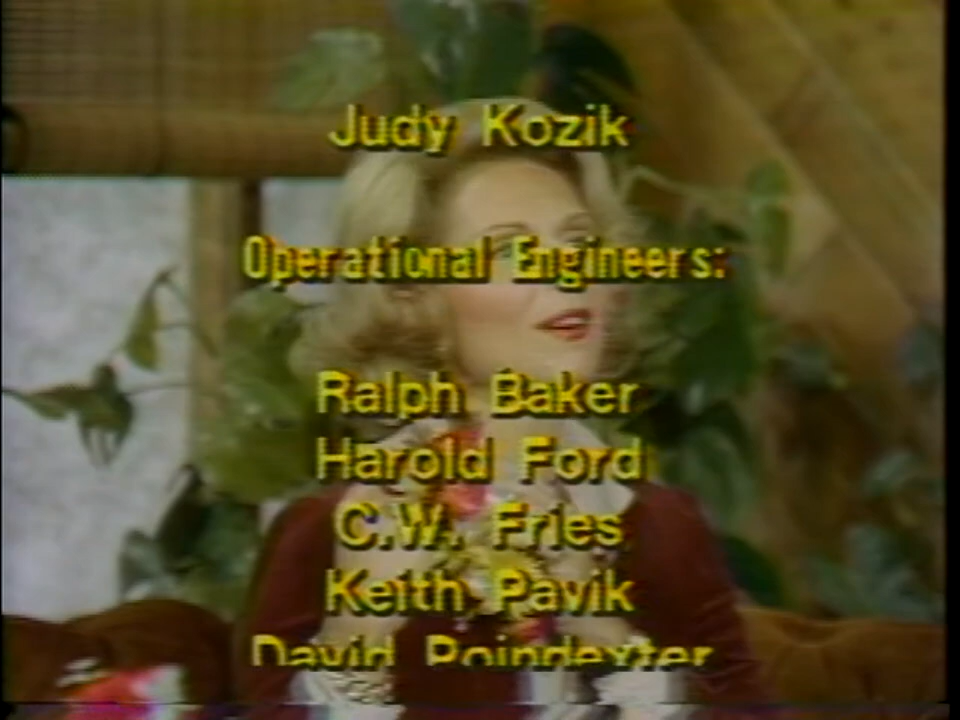 Judy Kozik
Operational Engineers:
Ralph Baker
Harold Ford
C.W. Fries
Keith Pavik
David Poindexter